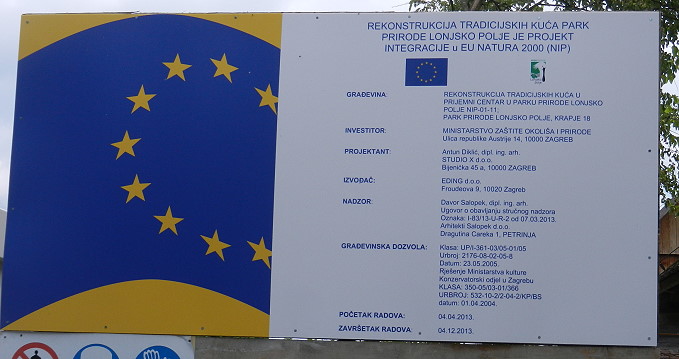 REKONSTRUKCIJA TRADICIJSKIH KUĆA PARK
PRIRODE LONJSKO POLJE JE PROJEKT
INTEGRACIJE u EU NATURA 2000 (NIP)
GRAĐEVINA: REKONSTRUKCIJA TRADICIJSKIH KUĆA U
PRIJEMNI CENTAR U PARKU PRIRODE LONJSKO
POLJE NIP-01-11;
PARK PRIRODE LONJSKO POLJE, KRAPJE 18
INVESTITOR: MINISTARSTVO ZAŠTITE OKOLIŠA I PRIRODE
Ulica republike Austrije 14, 10000 ZAGREB
PROJEKTANT: Antun Diklić, dipl. ing. arh.
STUDIO X d.o.o.
Bijenička 45 a, 10000 ZAGREB
IZVOĐAČ: EDING d.o.o.
Froudeova 9, 10020 Zagreb
NADZOR: Davor Salopek, dipl. ing. arh.
Ugovor o obavljanju stručnog nadzora
Oznaka: I-83/13-U-R-2 od 07.03.2013.
Arhitekti Salopek d.o.o.
Dragutina Careka 1, PETRINJA
GRAĐEVINSKA DOZVOLA: Klasa: UP/I-361-03/05-01/05
Urbroj: 2176-08-02-05-8
Datum: 23.05.2005.
Rješenje Ministarstva kulture
Konzervatorski odjel u Zagrebu
KLASA: 350-05/03-01/366
URBROJ: 532-10-2/2-04-2/KP/BS
datum: 01.04.2004.
POČETAK RADOVA: 04.04.2013.
ZAVRŠETAK RADOVA: 04.12.2013.